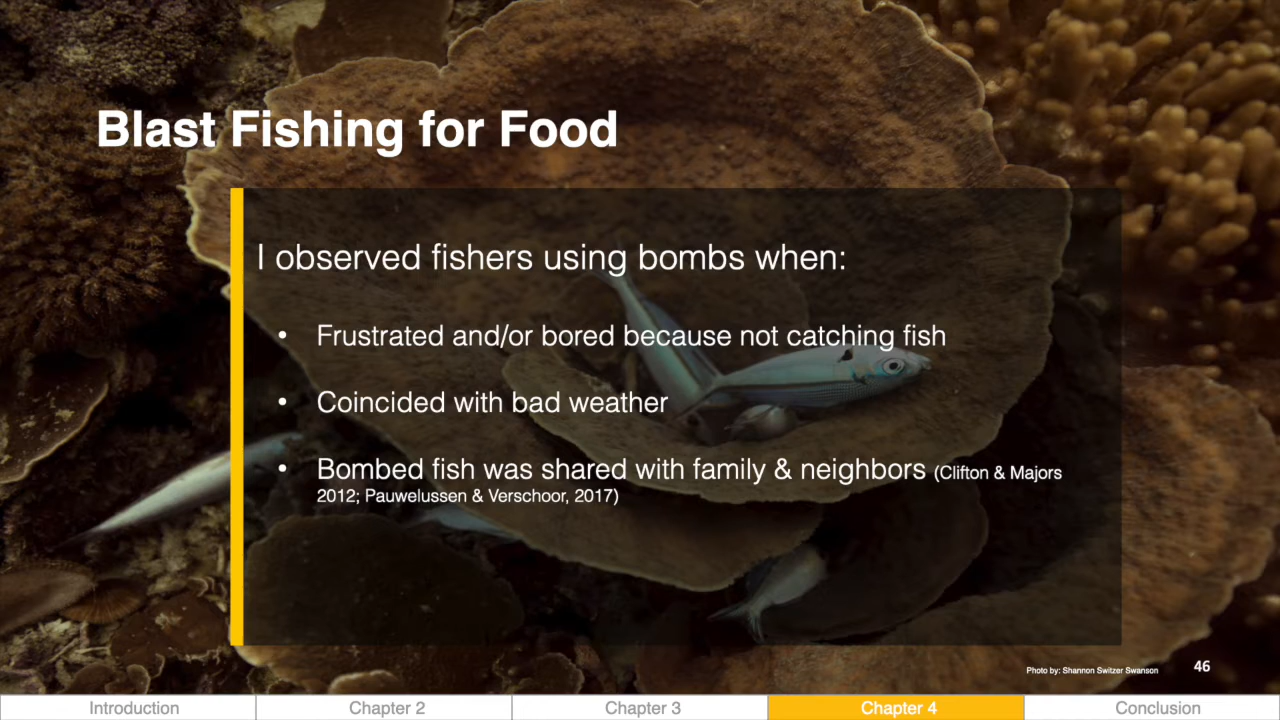 Blast Fishing for Food
I observed fishers using bombs when:
• Frustrated and/or bored because not catching fish
• Coincided with bad weather
• Bombed fish was shared with family & neighbors (Clifton & Majors
2012; Pauwelussen & Verschoor, 2017)
Photo by: Shannon Switzer Swanson
46
Introduction
Chapter 2
Chapter 3
Chapter 4
Conclusion